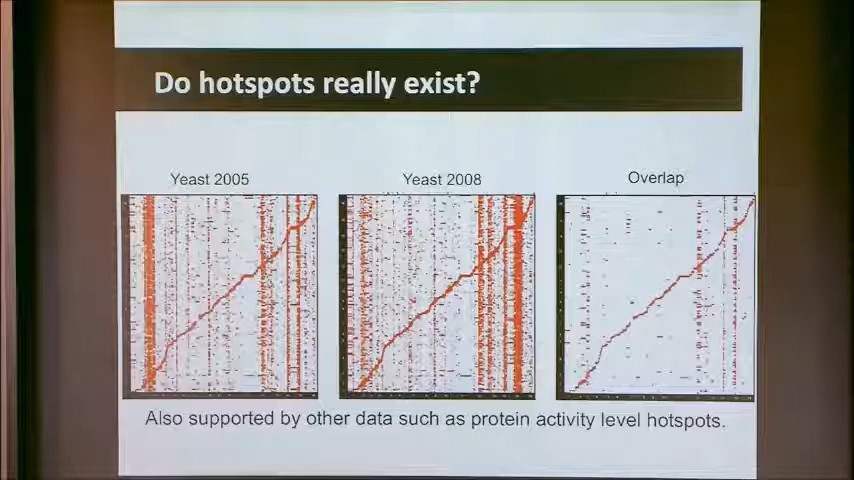 Do hotspots really exist?
Yeast 2005
Yeast 2008
Overlap
Also supported by other data such as protein activity level hotspots.